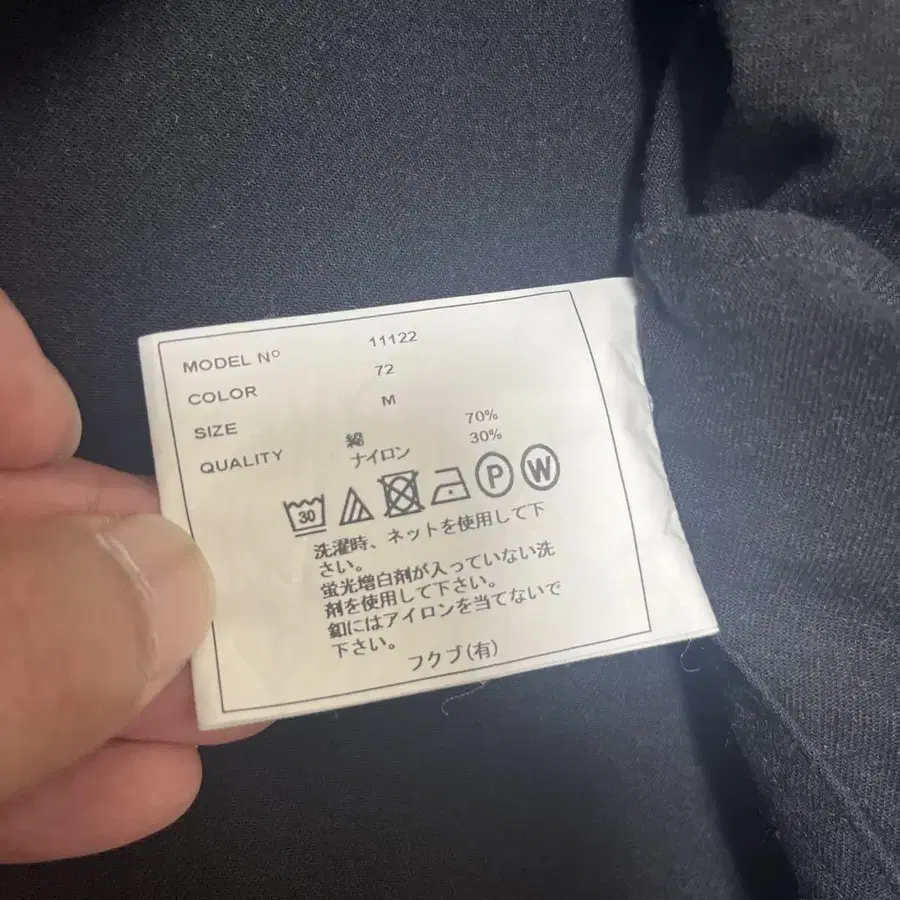 MODEL Nº 11122
COLOR 72
SIZE M
QUALITY 綿 70%
ナイロン 30%
30 P W
洗濯時、ネットを使用して下
さい。
蛍光増白剤が入っていない洗
剤を使用して下さい。
釦にはアイロンを当てないで
下さい。
フクブ(有)